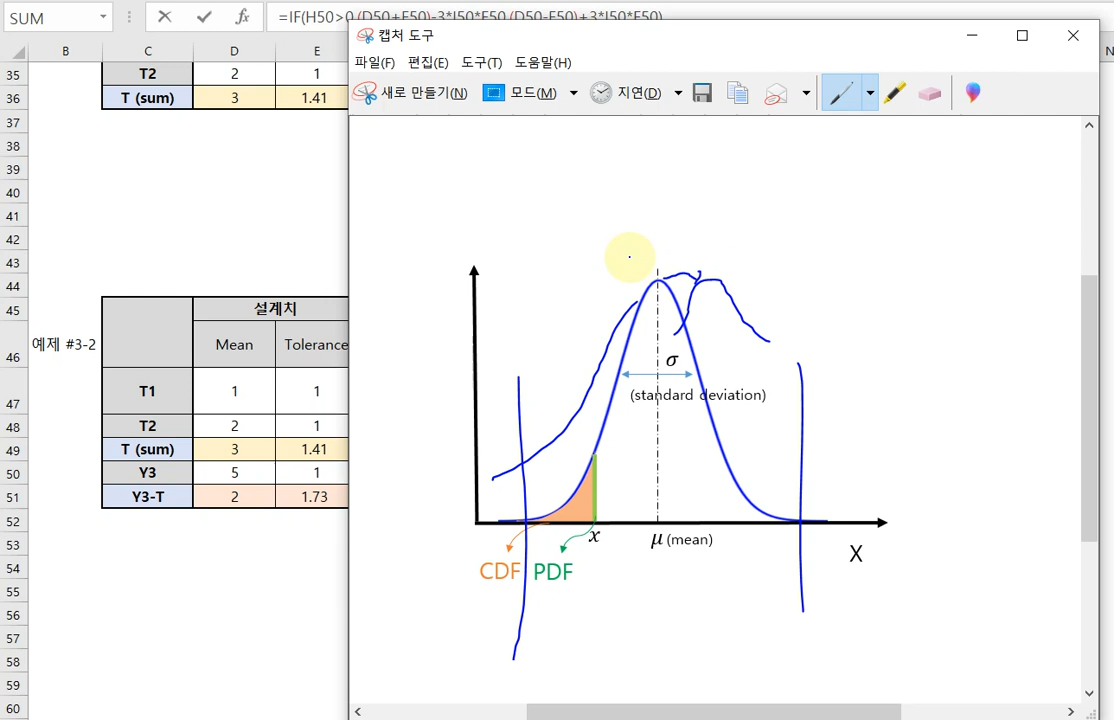 SUM
=IF(H50>0,(D50+E50)-3*I50*E50,(D50-E50)+3*I50*E50)
캡처 도구
파일(F) 편집(E) 도구(T) 도움말(H)
새로 만들기(N) 모드(M) 지연(D)
B C D E N
35 T2 2 1
36 T (sum) 3 1.41
37
38
39
40
41
42
43
44
45 설계치
46 예제 #3-2 Mean Tolerance
47 T1 1 1
48 T2 2 1
49 T (sum) 3 1.41
50 Y3 5 1
51 Y3-T 2 1.73
52
53
54
55
56
57
58
59
60
σ
(standard deviation)
x μ (mean)
X
CDF PDF